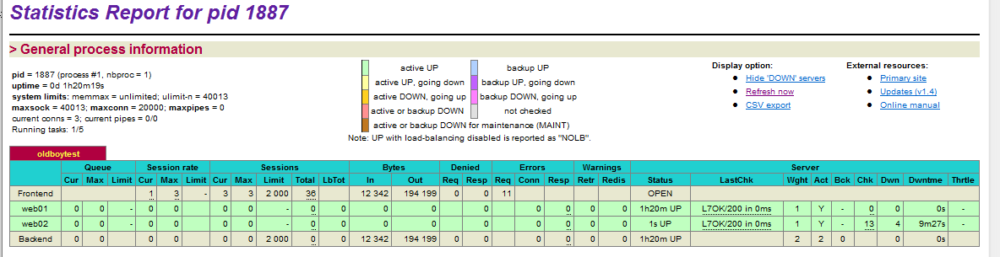 Statistics Report for pid 1887
> General process information
pid = 1887 (process #1, nbproc = 1)
uptime = 0d 1h20m19s
system limits: memmax = unlimited; ulimit-n = 40013
maxsock = 40013; maxconn = 20000; maxpipes = 0
current conns = 3; current pipes = 0/0
Running tasks: 1/5
active UP backup UP
active UP, going down backup UP, going down
active DOWN, going up backup DOWN, going up
active or backup DOWN not checked
active or backup DOWN for maintenance (MAINT)
Note: UP with load-balancing disabled is reported as "NOLB".
Display option:
Hide 'DOWN' servers
Refresh now
CSV export
External resources:
Primary site
Updates (v1.4)
Online manual
oldboytest
Queue Session rate Sessions Bytes Denied Errors Warnings Server
Cur Max Limit Cur Max Limit Cur Max Limit Total LbTot In Out Req Resp Req Conn Resp Retr Redis Status LastChk Wght Act Bck Chk Dwn Dwntme Thrtle
Frontend 1 3 - 3 3 2 000 36 12 342 194 199 0 0 11 OPEN
web01 0 0 - 0 0 0 0 - 0 0 0 0 0 0 0 0 0 1h20m UP L7OK/200 in 0ms 1 Y - 0 0 0s -
web02 0 0 - 0 0 0 0 - 0 0 0 0 0 0 0 0 0 1s UP L7OK/200 in 0ms 1 Y - 13 4 9m27s -
Backend 0 0 0 0 0 0 2 000 0 0 12 342 194 199 0 0 0 0 0 0 1h20m UP 2 2 0 0 0s